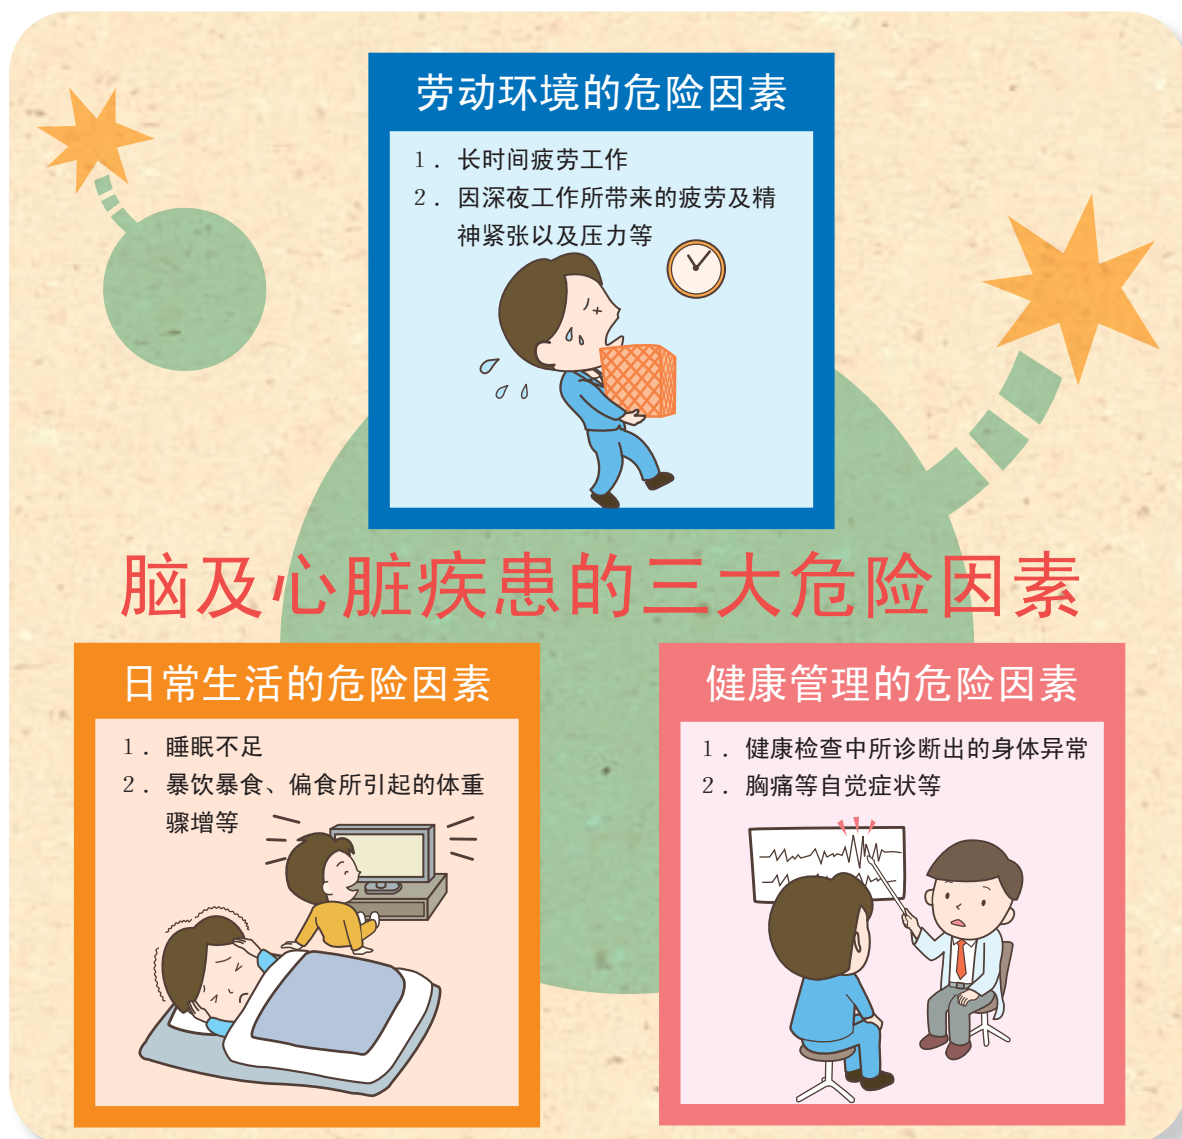 劳动环境的危险因素
1．长时间疲劳工作
2．因深夜工作所带来的疲劳及精
神紧张以及压力等
脑及心脏疾患的三大危险因素
日常生活的危险因素
1．睡眠不足
2．暴饮暴食、偏食所引起的体重
骤增等
健康管理的危险因素
1．健康检查中所诊断出的身体异常
2．胸痛等自觉症状等